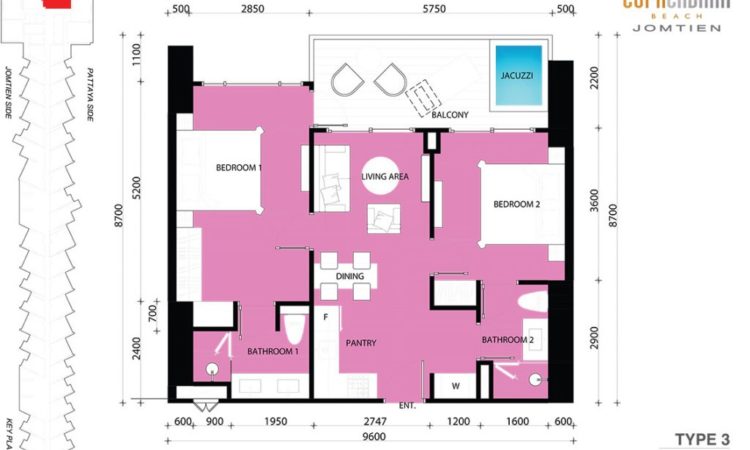 500
2850
5750
500
BEACH
JOMTIEN
1100
2200
JACUZZI
BALCONY
JOMTIEN SIDE
PATTAYA SIDE
BEDROOM 1
LIVING AREA
BEDROOM 2
5200
8700
3600
8700
DINING
700
F
PANTRY
BATHROOM 1
BATHROOM 2
2400
2900
W
ENT.
600
900
1950
2747
1200
1600
600
9600
KEY PLA
TYPE 3